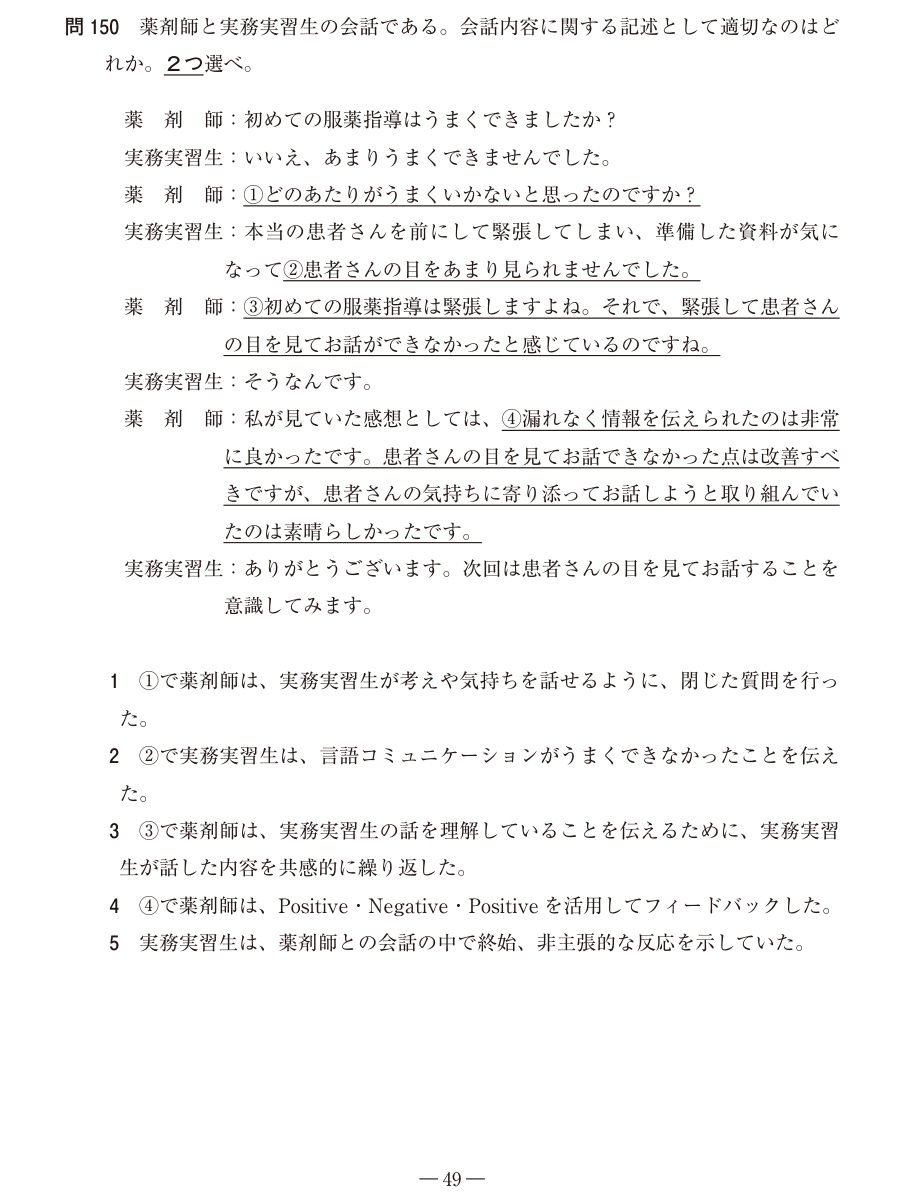 問 150　薬剤師と実務実習生の会話である。会話内容に関する記述として適切なのはど
れか。２つ選べ。
薬　剤　師：初めての服薬指導はうまくできましたか？
実務実習生：いいえ、あまりうまくできませんでした。
薬　剤　師：①どのあたりがうまくいかないと思ったのですか？
実務実習生：本当の患者さんを前にして緊張してしまい、準備した資料が気に
なって②患者さんの目をあまり見られませんでした。
薬　剤　師：③初めての服薬指導は緊張しますよね。それで、緊張して患者さん
の目を見てお話ができなかったと感じているのですね。
実務実習生：そうなんです。
薬　剤　師：私が見ていた感想としては、④漏れなく情報を伝えられたのは非常
に良かったです。患者さんの目を見てお話できなかった点は改善すべ
きですが、患者さんの気持ちに寄り添ってお話しようと取り組んでい
たのは素晴らしかったです。
実務実習生：ありがとうございます。次回は患者さんの目を見てお話することを
意識してみます。
1　①で薬剤師は、実務実習生が考えや気持ちを話せるように、閉じた質問を行っ
た。
2　②で実務実習生は、言語コミュニケーションがうまくできなかったことを伝え
た。
3　③で薬剤師は、実務実習生の話を理解していることを伝えるために、実務実習
生が話した内容を共感的に繰り返した。
4　④で薬剤師は、Positive・Negative・Positive を活用してフィードバックした。
5　実務実習生は、薬剤師との会話の中で終始、非主張的な反応を示していた。
— 49 —